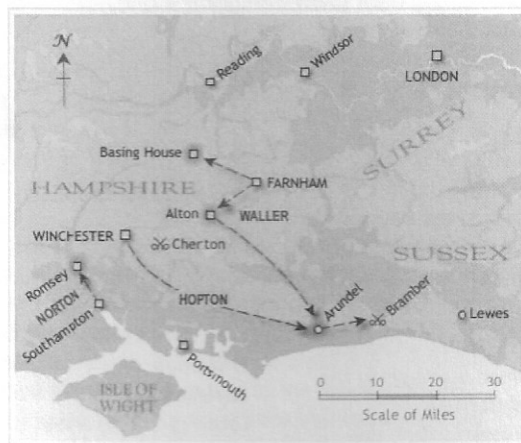 N
Reading
Windsor
LONDON
SURREY
Basing House
FARNHAM
HAMPSHIRE
Alton
WALLER
WINCHESTER
Cherton
SUSSEX
Romsey
NORTON
HOPTON
Arundel
Bramber
Lewes
Southampton
Portsmouth
ISLE OF
WIGHT
0 10 20 30
Scale of Miles